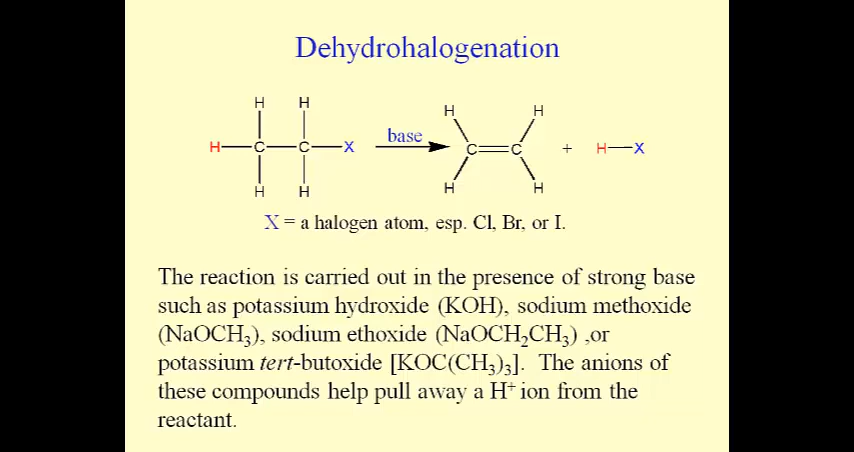 Dehydrohalogenation
H H H H
H C C X base C C + H X
H H H H
X = a halogen atom, esp. Cl, Br, or I.
The reaction is carried out in the presence of strong base
such as potassium hydroxide (KOH), sodium methoxide
(NaOCH₃), sodium ethoxide (NaOCH₂CH₃) ,or
potassium tert-butoxide [KOC(CH₃)₃]. The anions of
these compounds help pull away a H⁺ ion from the
reactant.